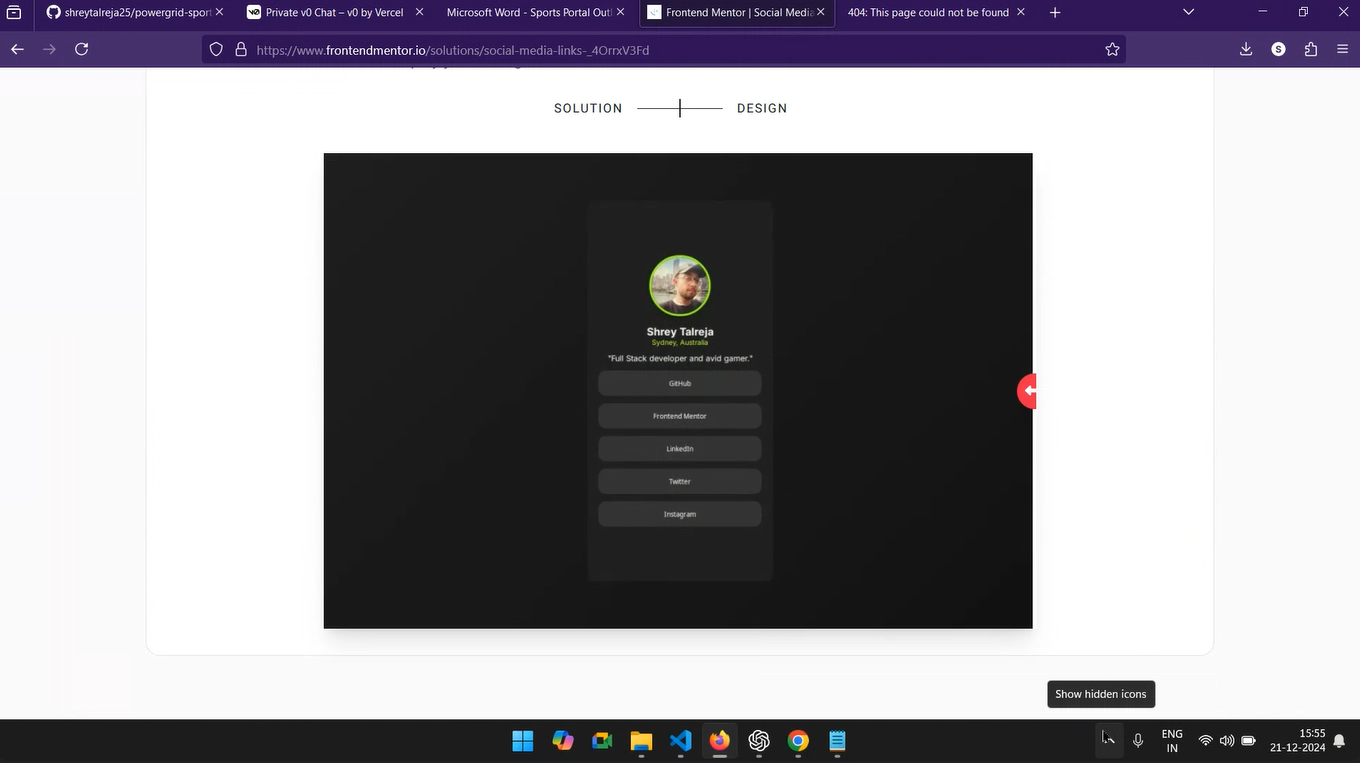 shreytalreja25/powergrid-sport
Private v0 Chat – v0 by Vercel
Microsoft Word - Sports Portal Outl
Frontend Mentor | Social Media
404: This page could not be found
https://www.frontendmentor.io/solutions/social-media-links-_4OrrxV3Fd
S
SOLUTION
DESIGN
Shrey Talreja
Sydney, Australia
"Full Stack developer and avid gamer."
GitHub
Frontend Mentor
LinkedIn
Twitter
Instagram
Show hidden icons
ENG
IN
15:55
21-12-2024